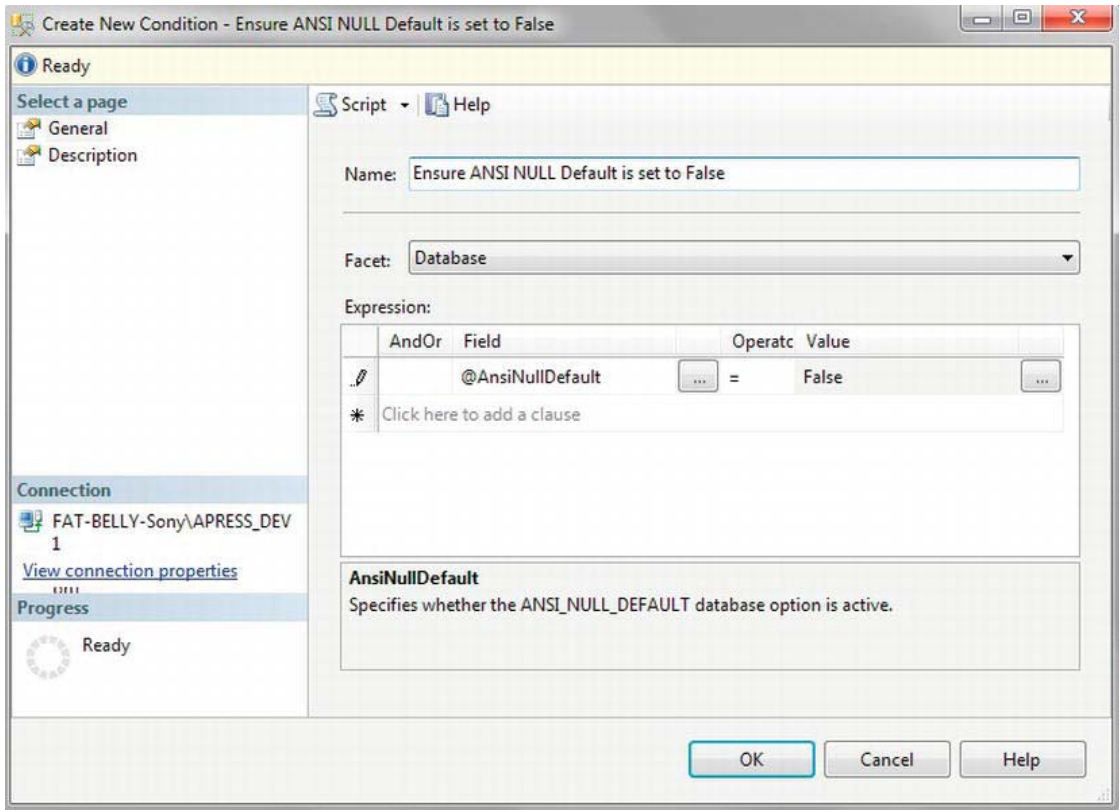 Create New Condition - Ensure ANSI NULL Default is set to False
Ready
Select a page
General
Description
Script
Help
Name:
Ensure ANSI NULL Default is set to False
Facet:
Database
Expression:
AndOr Field Operato Value
@AnsiNullDefault ... = False ...
Click here to add a clause
Connection
FAT-BELLY-Sony\APRESS_DEV
1
View connection properties
Progress
Ready
AnsiNullDefault
Specifies whether the ANSI_NULL_DEFAULT database option is active.
OK Cancel Help